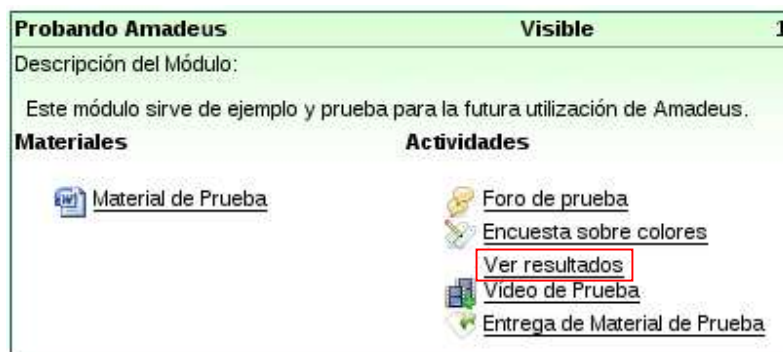 Probando Amadeus Visible 1
Descripción del Módulo:
Este módulo sirve de ejemplo y prueba para la futura utilización de Amadeus.
Materiales Actividades
Material de Prueba Foro de prueba
Encuesta sobre colores
Ver resultados
Vídeo de Prueba
Entrega de Material de Prueba